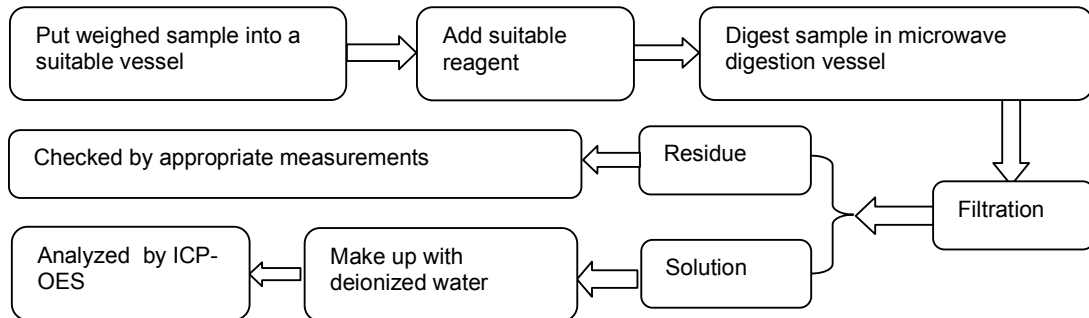 Put weighed sample into a
suitable vessel
Add suitable
reagent
Digest sample in microwave
digestion vessel
Filtration
Residue
Checked by appropriate measurements
Solution
Make up with
deionized water
Analyzed by ICP-
OES